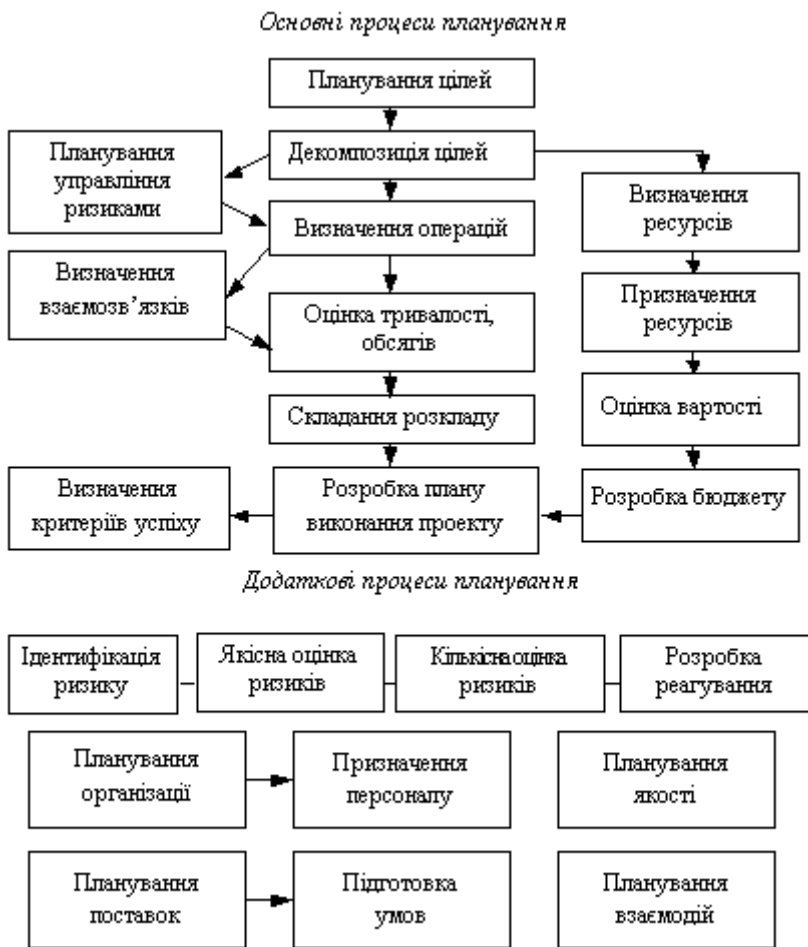 Основні процеси планування
Планування цілей
Декомпозиція цілей
Планування
управління
ризиками
Визначення операцій
Визначення
ресурсів
Визначення
взаємозв’язків
Оцінка тривалості,
обсягів
Призначення
ресурсів
Складання розкладу
Оцінка вартості
Визначення
критеріїв успіху
Розробка плану
виконання проекту
Розробка бюджету
Додаткові процеси планування
Ідентифікація
ризику
Якісна оцінка
ризиків
Кількісна оцінка
ризиків
Розробка
реагування
Планування
організації
Призначення
персоналу
Планування
якості
Планування
поставок
Підготовка
умов
Планування
взаємодій